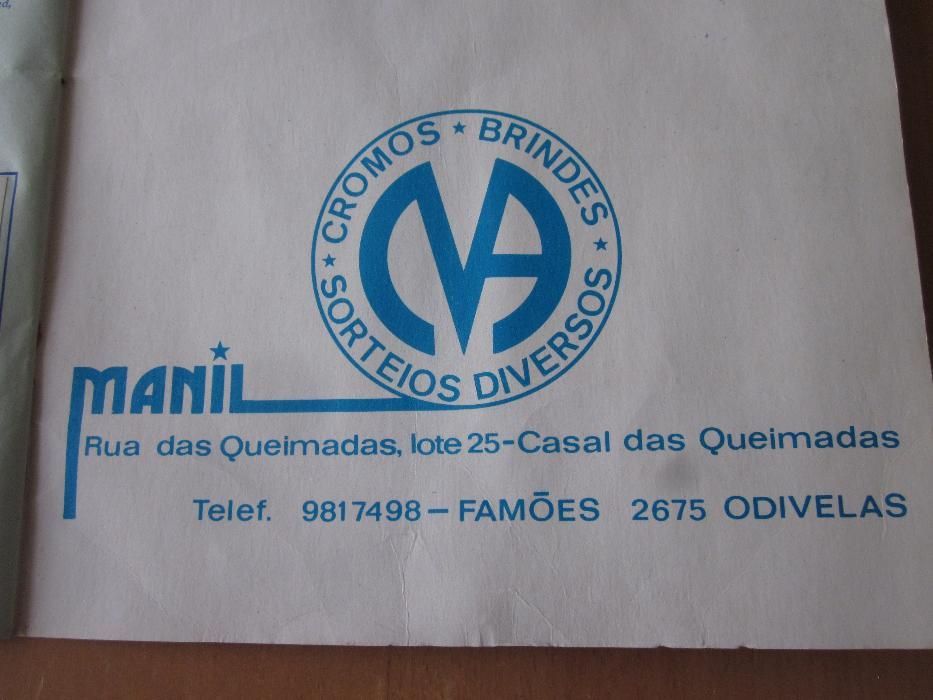 CROMOS ★ BRINDES ★ SORTEIOS DIVERSOS ★
MANIL
Rua das Queimadas, lote 25-Casal das Queimadas
Telef. 9817498 – FAMÕES 2675 ODIVELAS